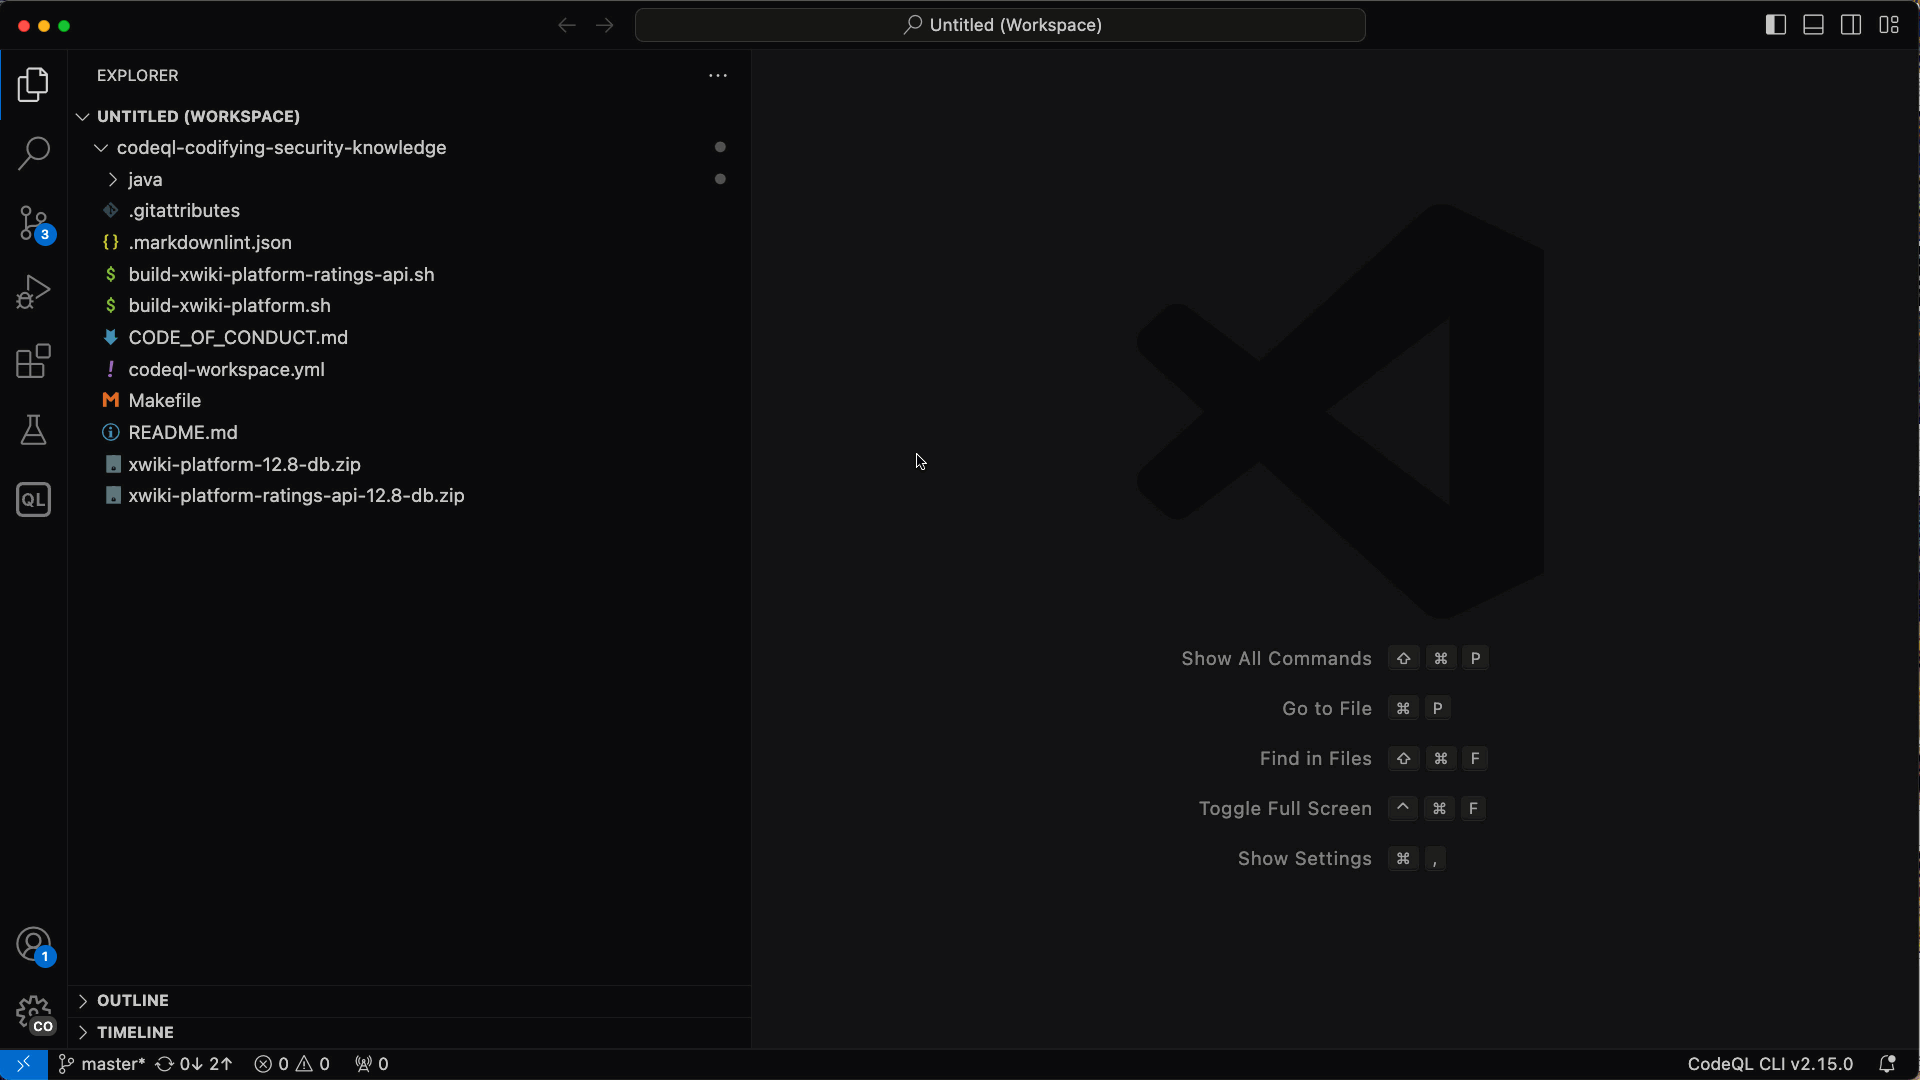 Untitled (Workspace)
EXPLORER
UNTITLED (WORKSPACE)
codeql-codifying-security-knowledge
java
.gitattributes
{} .markdownlint.json
$ build-xwiki-platform-ratings-api.sh
$ build-xwiki-platform.sh
CODE_OF_CONDUCT.md
! codeql-workspace.yml
M Makefile
README.md
xwiki-platform-12.8-db.zip
xwiki-platform-ratings-api-12.8-db.zip
3
QL
1
CO
OUTLINE
TIMELINE
Show All Commands ⇧ ⌘ P
Go to File ⌘ P
Find in Files ⇧ ⌘ F
Toggle Full Screen ^ ⌘ F
Show Settings ⌘ ,
master* 0↓ 2↑ 0 0 0 CodeQL CLI v2.15.0